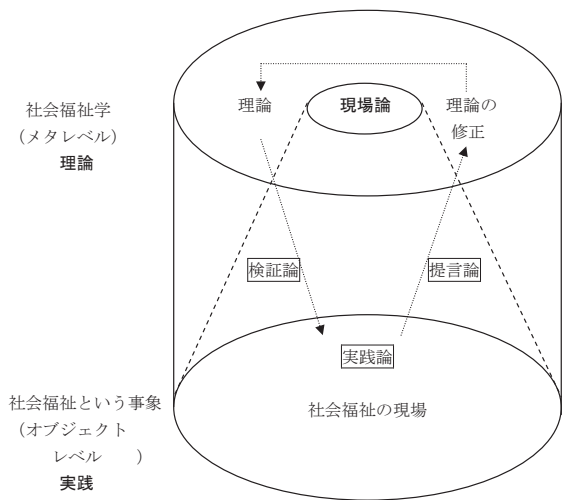 理論
現場論
理論の
修正
社会福祉学
（メタレベル）
理論
検証論
提言論
実践論
社会福祉という事象
（オブジェクト
レベル　　）
実践
社会福祉の現場